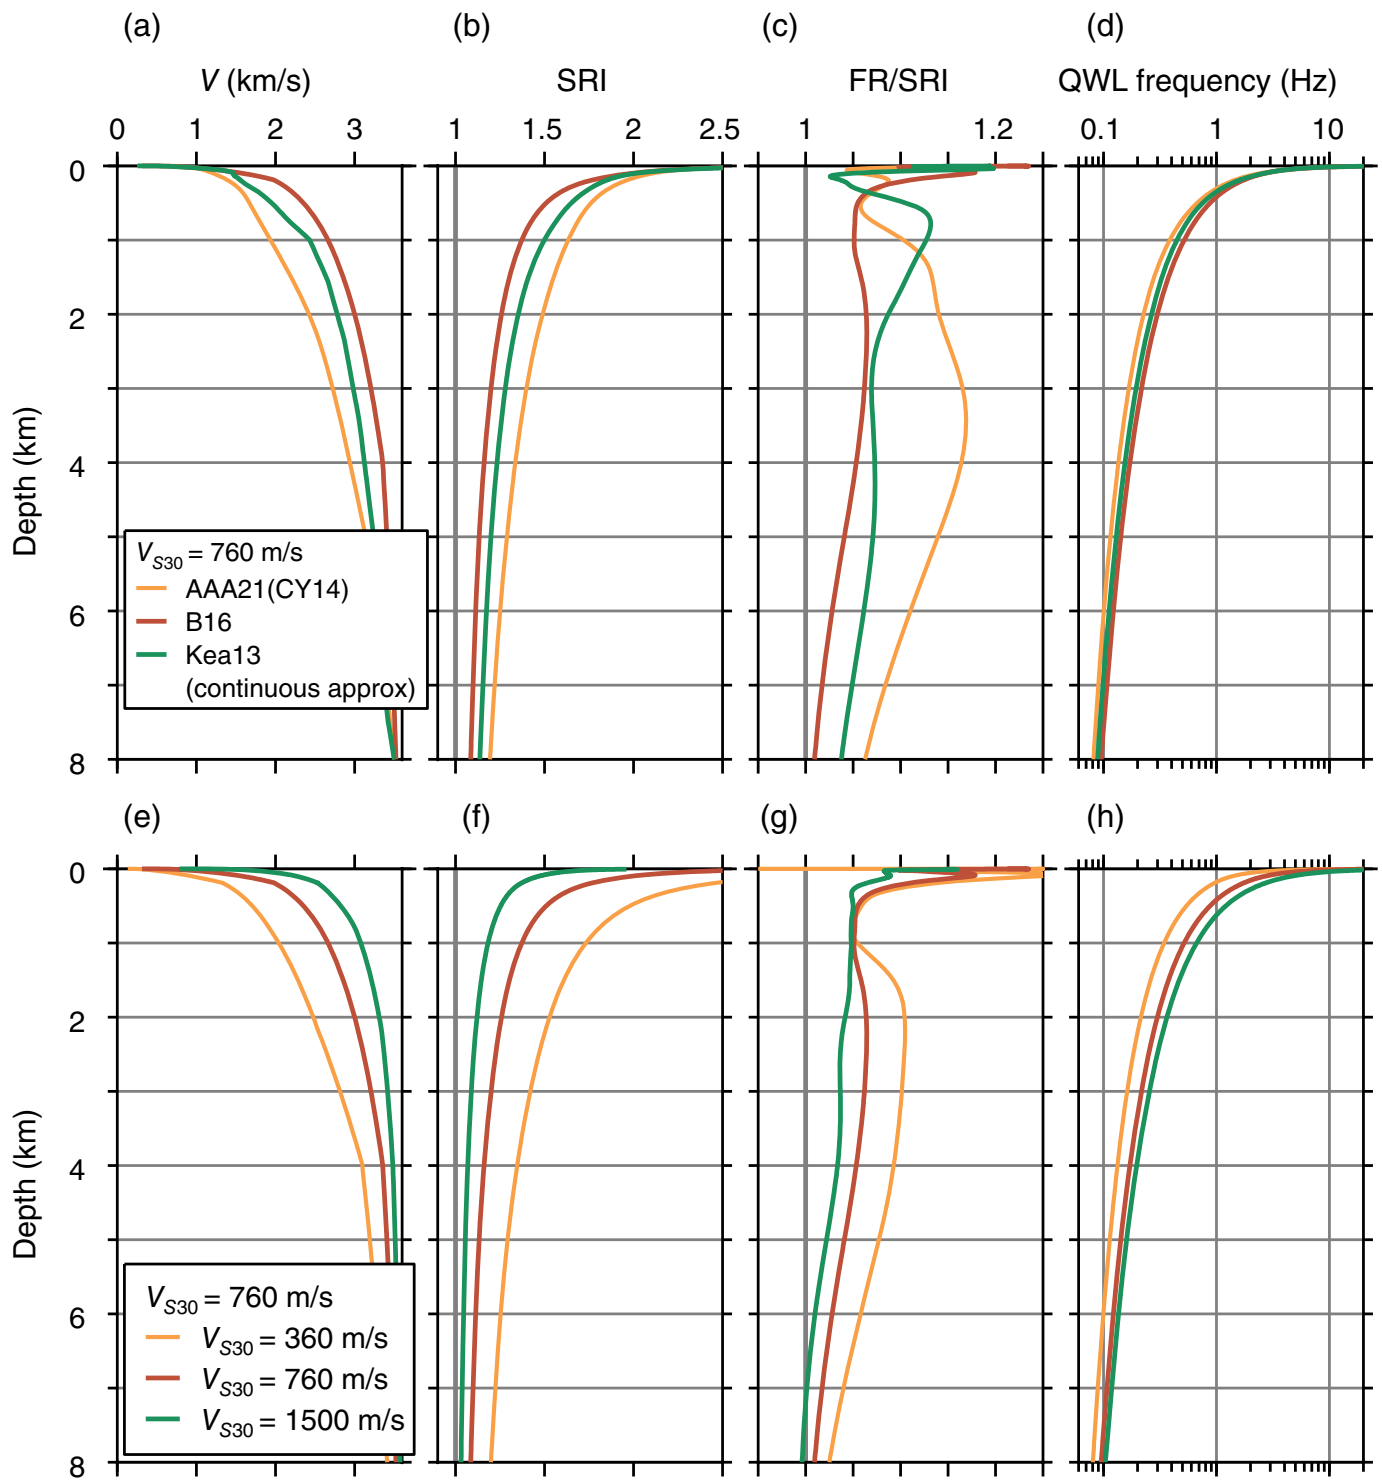 (a) (b) (c) (d)
V (km/s) SRI FR/SRI QWL frequency (Hz)
0 1 2 3 1 1.5 2 2.5 1 1.2 0.1 1 10
0
2
4
6
8
Depth (km)
VS30 = 760 m/s
AAA21(CY14)
B16
Kea13
(continuous approx)
(e) (f) (g) (h)
0
2
4
6
8
Depth (km)
VS30 = 760 m/s
VS30 = 360 m/s
VS30 = 760 m/s
VS30 = 1500 m/s